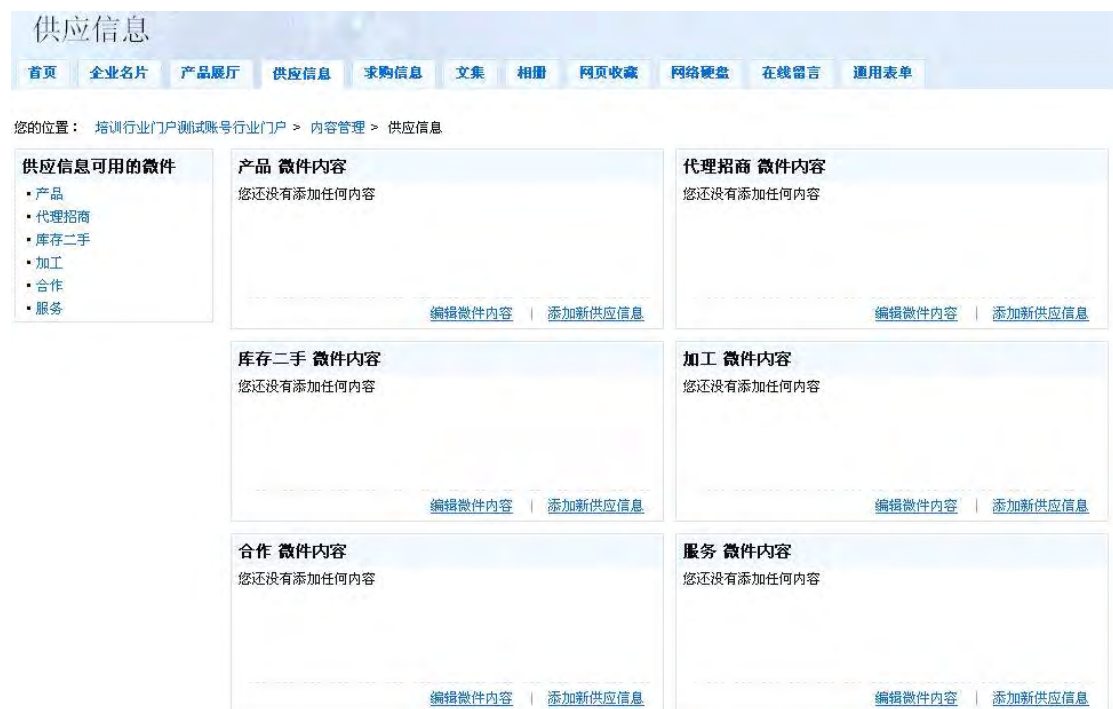 供应信息
首页 企业名片 产品展厅 供应信息 求购信息 文集 相册 网页收藏 网络硬盘 在线留言 通用表单
您的位置： 培训行业门户测试账号行业门户 > 内容管理 > 供应信息
供应信息可用的微件
▪产品
▪代理招商
▪库存二手
▪加工
▪合作
▪服务
产品 微件内容
您还没有添加任何内容
编辑微件内容 | 添加新供应信息
代理招商 微件内容
您还没有添加任何内容
编辑微件内容 | 添加新供应信息
库存二手 微件内容
您还没有添加任何内容
编辑微件内容 | 添加新供应信息
加工 微件内容
您还没有添加任何内容
编辑微件内容 | 添加新供应信息
合作 微件内容
您还没有添加任何内容
编辑微件内容 | 添加新供应信息
服务 微件内容
您还没有添加任何内容
编辑微件内容 | 添加新供应信息